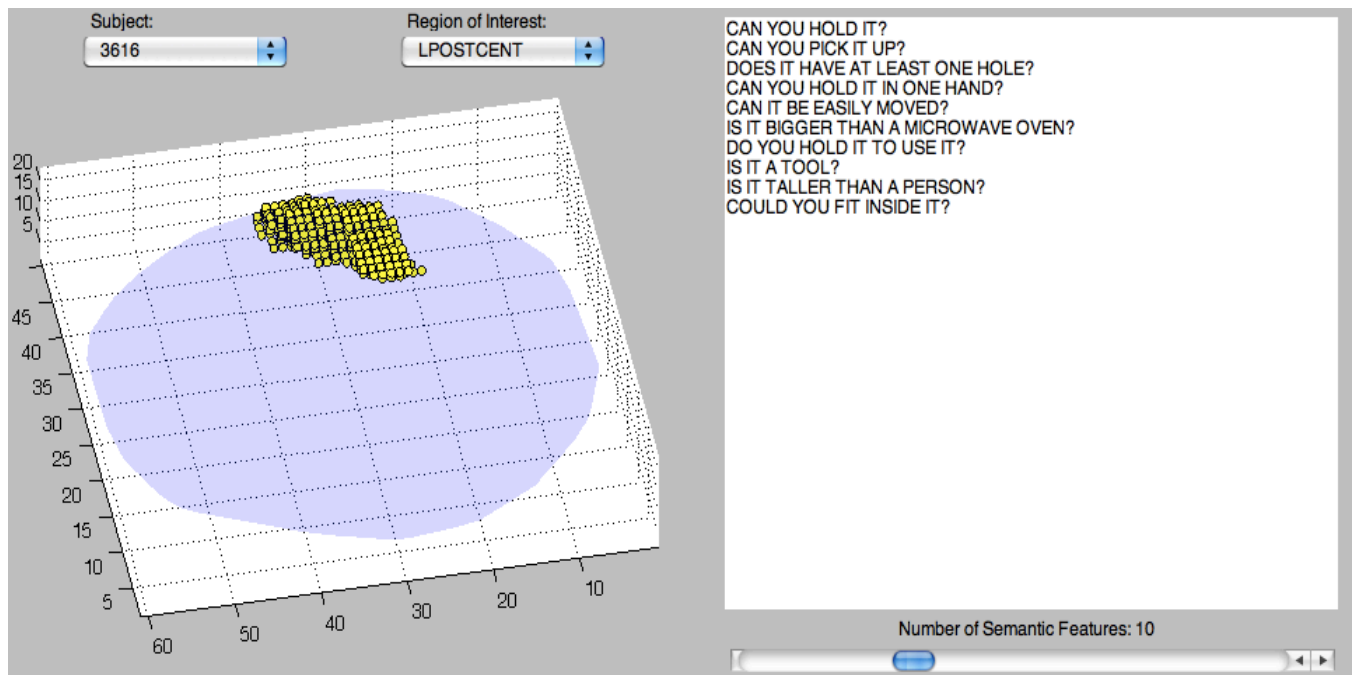 Subject:
3616
Region of Interest:
LPOSTCENT
20
15
10
5
45
40
35
30
25
20
15
10
5
60
50
40
30
20
10
CAN YOU HOLD IT?
CAN YOU PICK IT UP?
DOES IT HAVE AT LEAST ONE HOLE?
CAN YOU HOLD IT IN ONE HAND?
CAN IT BE EASILY MOVED?
IS IT BIGGER THAN A MICROWAVE OVEN?
DO YOU HOLD IT TO USE IT?
IS IT A TOOL?
IS IT TALLER THAN A PERSON?
COULD YOU FIT INSIDE IT?
Number of Semantic Features: 10